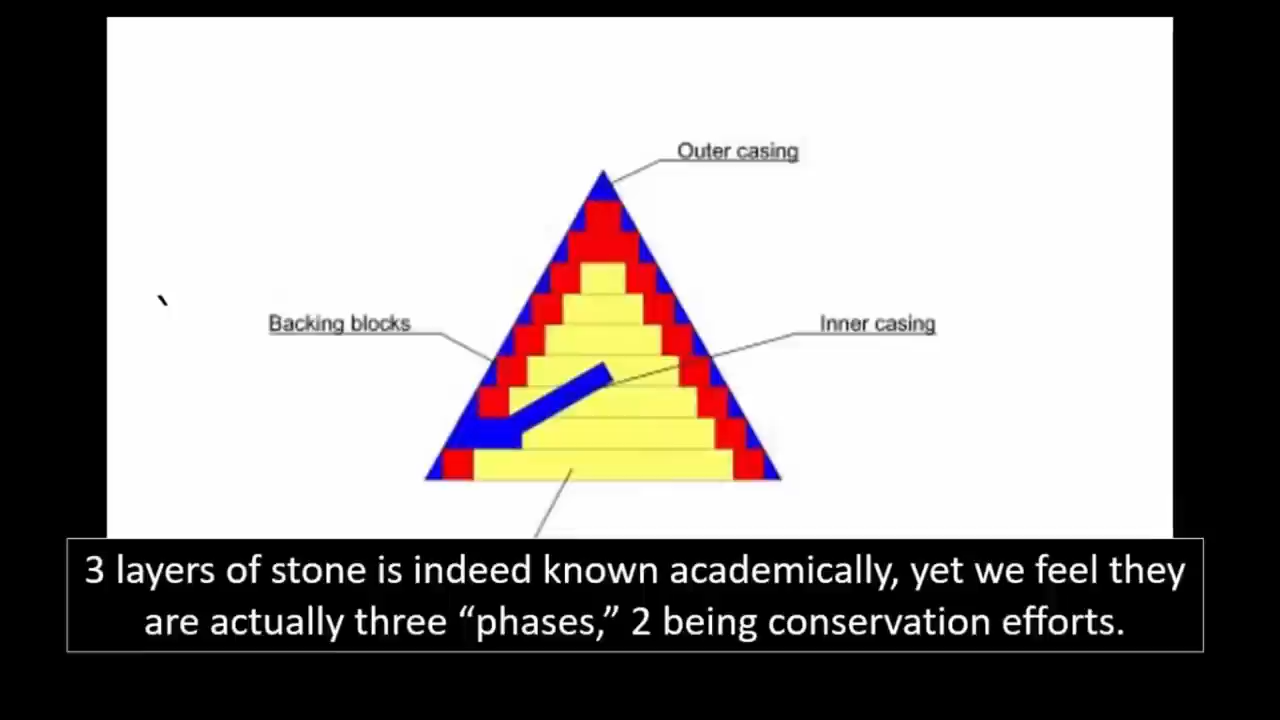 Outer casing
Backing blocks
Inner casing
`
3 layers of stone is indeed known academically, yet we feel they
are actually three “phases,” 2 being conservation efforts.